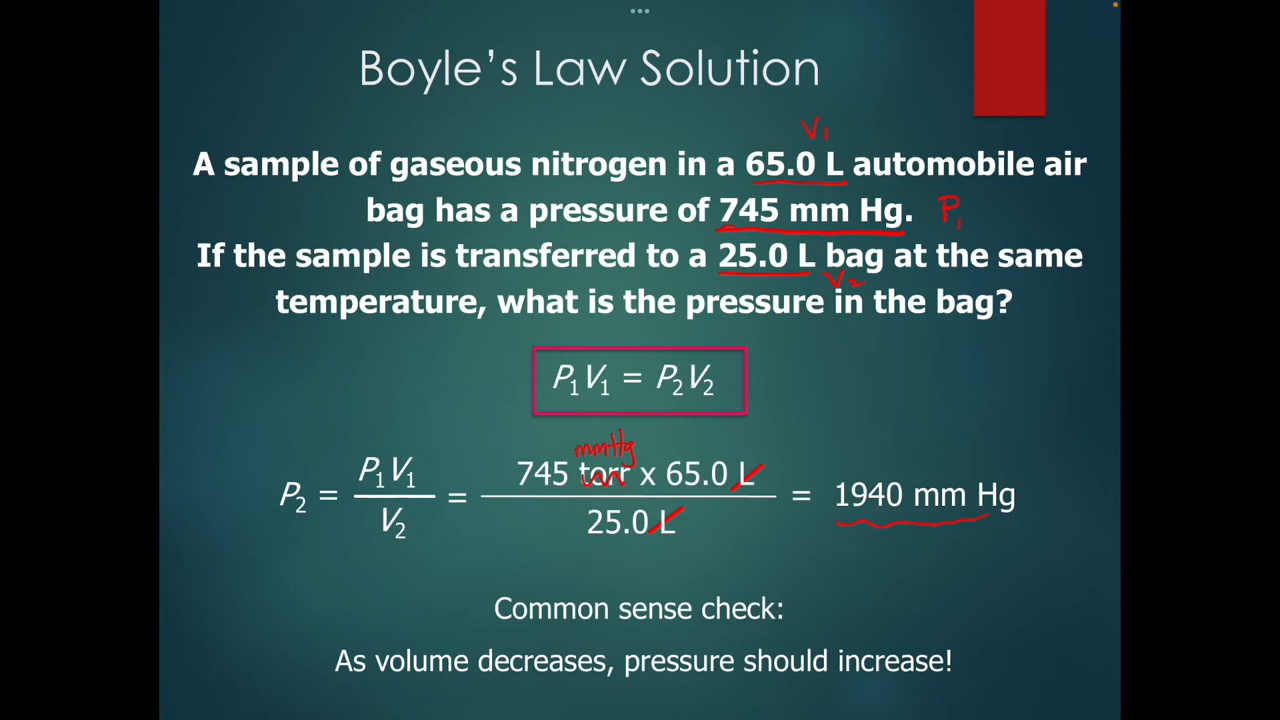 Boyle's Law Solution
V₁
A sample of gaseous nitrogen in a 65.0 L automobile air
bag has a pressure of 745 mm Hg. P₁
If the sample is transferred to a 25.0 L bag at the same
V₂
temperature, what is the pressure in the bag?
P₁V₁ = P₂V₂
mmHg
P₂ = P₁V₁ / V₂ = 745 torr x 65.0 L / 25.0 L = 1940 mm Hg
Common sense check:
As volume decreases, pressure should increase!